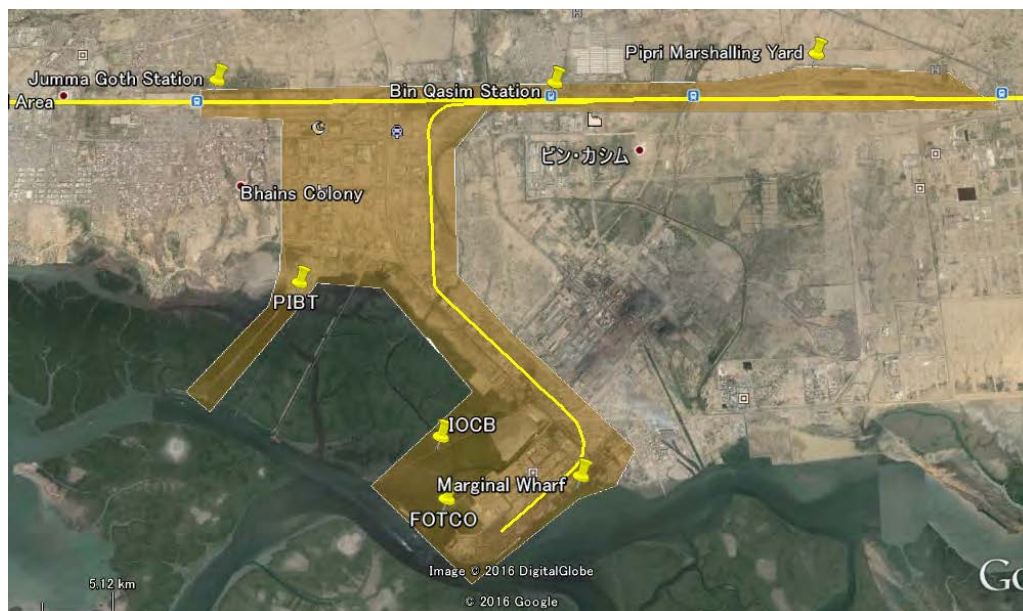 Pipri Marshalling Yard
Jumma Goth Station
Bin Qasim Station
l Area
ビン・カシム
Bhains Colony
PIBT
IOCB
Marginal Wharf
FOTCO
Image © 2016 DigitalGlobe
5.12 km
© 2016 Google
Go